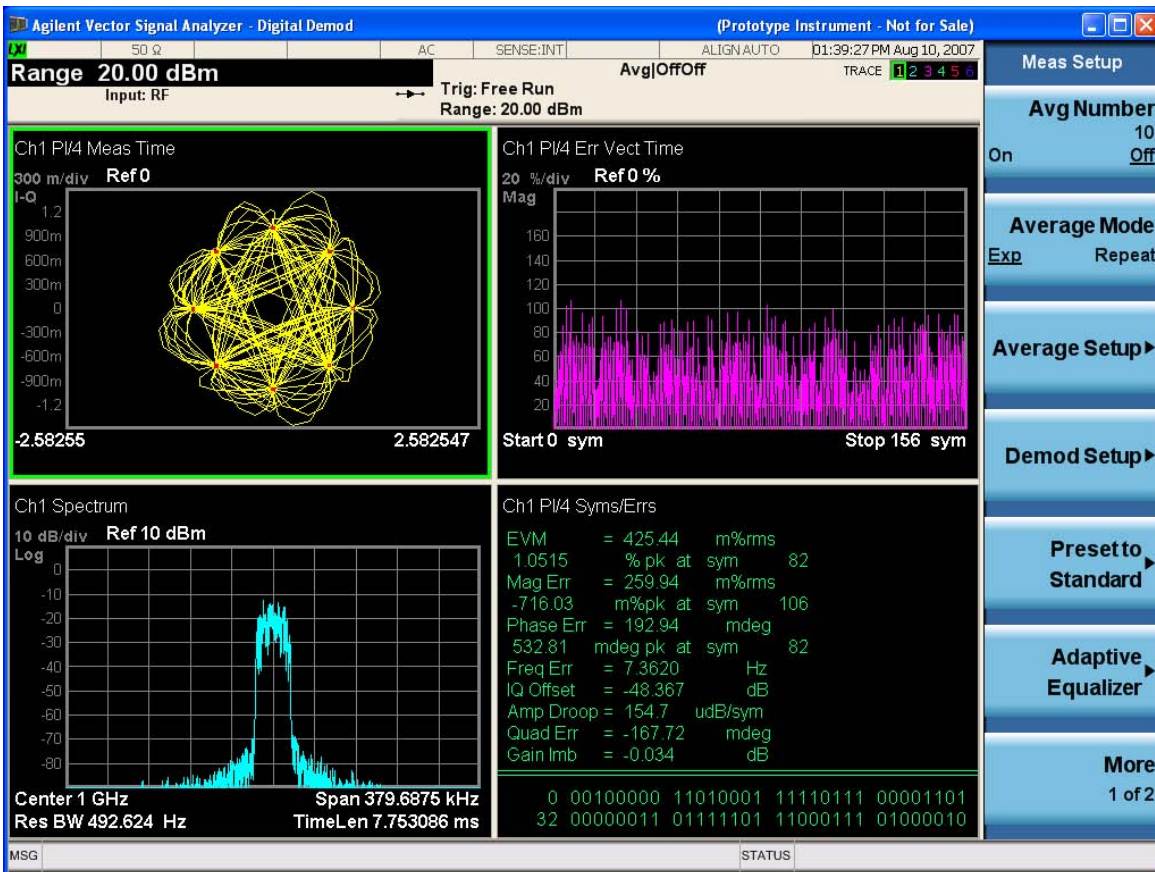 Agilent Vector Signal Analyzer - Digital Demod (Prototype Instrument - Not for Sale)
LXI 50 Ω AC SENSE:INT ALIGN AUTO 01:39:27 PM Aug 10, 2007
Range 20.00 dBm
Input: RF
Trig: Free Run
Range: 20.00 dBm
Avg|OffOff
TRACE 1 2 3 4 5 6
Ch1 PI/4 Meas Time
300 m/div Ref 0
I-Q
1.2
900m
600m
300m
0
-300m
-600m
-900m
-1.2
-2.58255 2.582547
Ch1 PI/4 Err Vect Time
20 %/div Ref 0 %
Mag
160
140
120
100
80
60
40
20
Start 0 sym Stop 156 sym
Ch1 Spectrum
10 dB/div Ref 10 dBm
Log
0
-10
-20
-30
-40
-50
-60
-70
-80
Center 1 GHz Span 379.6875 kHz
Res BW 492.624 Hz TimeLen 7.753086 ms
Ch1 PI/4 Syms/Errs
EVM = 425.44 m%rms
1.0515 % pk at sym 82
Mag Err = 259.94 m%rms
-716.03 m%pk at sym 106
Phase Err = 192.94 mdeg
532.81 mdeg pk at sym 82
Freq Err = 7.3620 Hz
IQ Offset = -48.367 dB
Amp Droop = 154.7 udB/sym
Quad Err = -167.72 mdeg
Gain Imb = -0.034 dB
0 00100000 11010001 11110111 00001101
32 00000011 01111101 11000111 01000010
Meas Setup
Avg Number
10
On Off
Average Mode
Exp Repeat
Average Setup
Demod Setup
Preset to
Standard
Adaptive
Equalizer
More
1 of 2
MSG STATUS